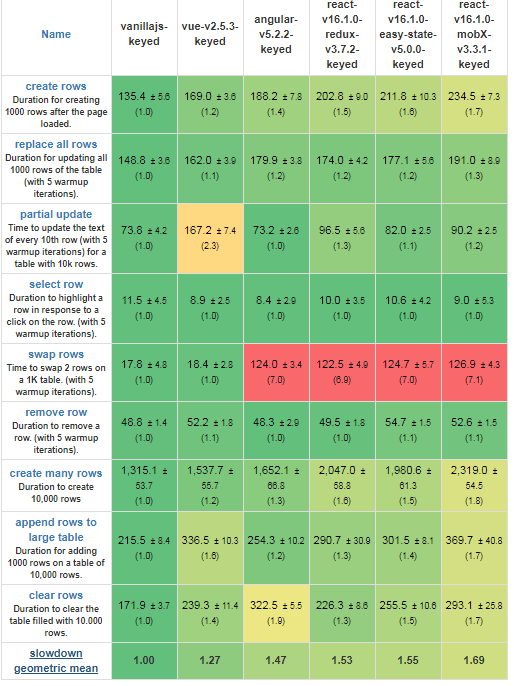 Name
vanillajs-
keyed
vue-v2.5.3-
keyed
angular-
v5.2.2-
keyed
react-
v16.1.0-
redux-
v3.7.2-
keyed
react-
v16.1.0-
easy-state-
v5.0.0-
keyed
react-
v16.1.0-
mobX-
v3.3.1-
keyed
create rows
Duration for creating
1000 rows after the page
loaded.
135.4 ± 5.6
(1.0)
169.0 ± 3.6
(1.2)
188.2 ± 7.8
(1.4)
202.8 ± 9.0
(1.5)
211.8 ± 10.3
(1.6)
234.5 ± 7.3
(1.7)
replace all rows
Duration for updating all
1000 rows of the table
(with 5 warmup
iterations).
148.8 ± 3.6
(1.0)
162.0 ± 3.9
(1.1)
179.9 ± 3.8
(1.2)
174.0 ± 4.2
(1.2)
177.1 ± 5.6
(1.2)
191.0 ± 8.9
(1.3)
partial update
Time to update the text
of every 10th row (with 5
warmup iterations) for a
table with 10k rows.
73.8 ± 4.2
(1.0)
167.2 ± 7.4
(2.3)
73.2 ± 2.6
(1.0)
96.5 ± 5.6
(1.3)
82.0 ± 2.5
(1.1)
90.2 ± 2.5
(1.2)
select row
Duration to highlight a
row in response to a
click on the row. (with 5
warmup iterations).
11.5 ± 4.5
(1.0)
8.9 ± 2.5
(1.0)
8.4 ± 2.9
(1.0)
10.0 ± 3.5
(1.0)
10.6 ± 4.2
(1.0)
9.0 ± 5.3
(1.0)
swap rows
Time to swap 2 rows on
a 1K table. (with 5
warmup iterations).
17.8 ± 4.8
(1.0)
18.4 ± 2.8
(1.0)
124.0 ± 3.4
(7.0)
122.5 ± 4.9
(6.9)
124.7 ± 5.7
(7.0)
126.9 ± 4.3
(7.1)
remove row
Duration to remove a
row. (with 5 warmup
iterations).
48.8 ± 1.4
(1.0)
52.2 ± 1.8
(1.1)
48.3 ± 2.9
(1.0)
49.5 ± 1.8
(1.0)
54.7 ± 1.5
(1.1)
52.6 ± 1.5
(1.1)
create many rows
Duration to create
10,000 rows
1,315.1 ±
53.7
(1.0)
1,537.7 ±
55.7
(1.2)
1,652.1 ±
66.8
(1.3)
2,047.0 ±
58.8
(1.6)
1,980.6 ±
61.3
(1.5)
2,319.0 ±
54.5
(1.8)
append rows to
large table
Duration for adding
1000 rows on a table of
10,000 rows.
215.5 ± 8.4
(1.0)
336.5 ± 10.3
(1.6)
254.3 ± 10.2
(1.2)
290.7 ± 30.9
(1.3)
301.5 ± 8.1
(1.4)
369.7 ± 40.8
(1.7)
clear rows
Duration to clear the
table filled with 10.000
rows.
171.9 ± 3.7
(1.0)
239.3 ± 11.4
(1.4)
322.5 ± 5.5
(1.9)
226.3 ± 8.6
(1.3)
255.5 ± 10.6
(1.5)
293.1 ± 25.8
(1.7)
slowdown
geometric mean
1.00
1.27
1.47
1.53
1.55
1.69